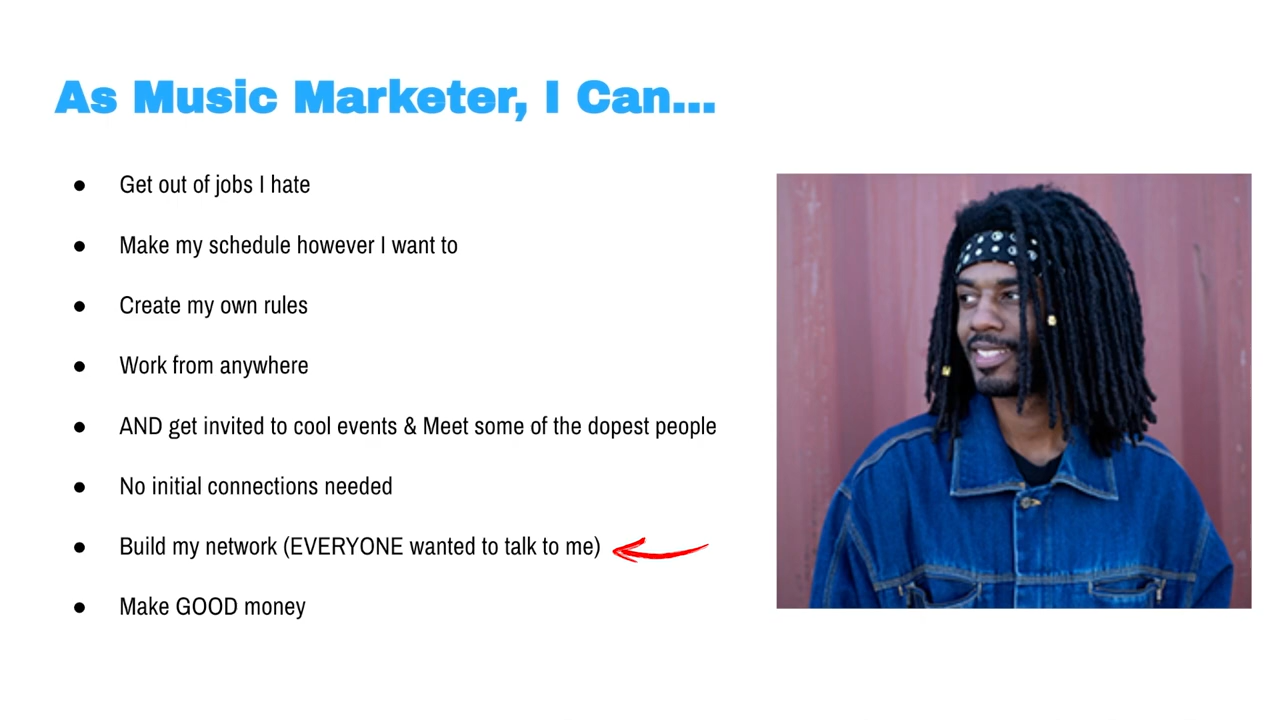 As Music Marketer, I Can...
● Get out of jobs I hate
● Make my schedule however I want to
● Create my own rules
● Work from anywhere
● AND get invited to cool events & Meet some of the dopest people
● No initial connections needed
● Build my network (EVERYONE wanted to talk to me)
● Make GOOD money